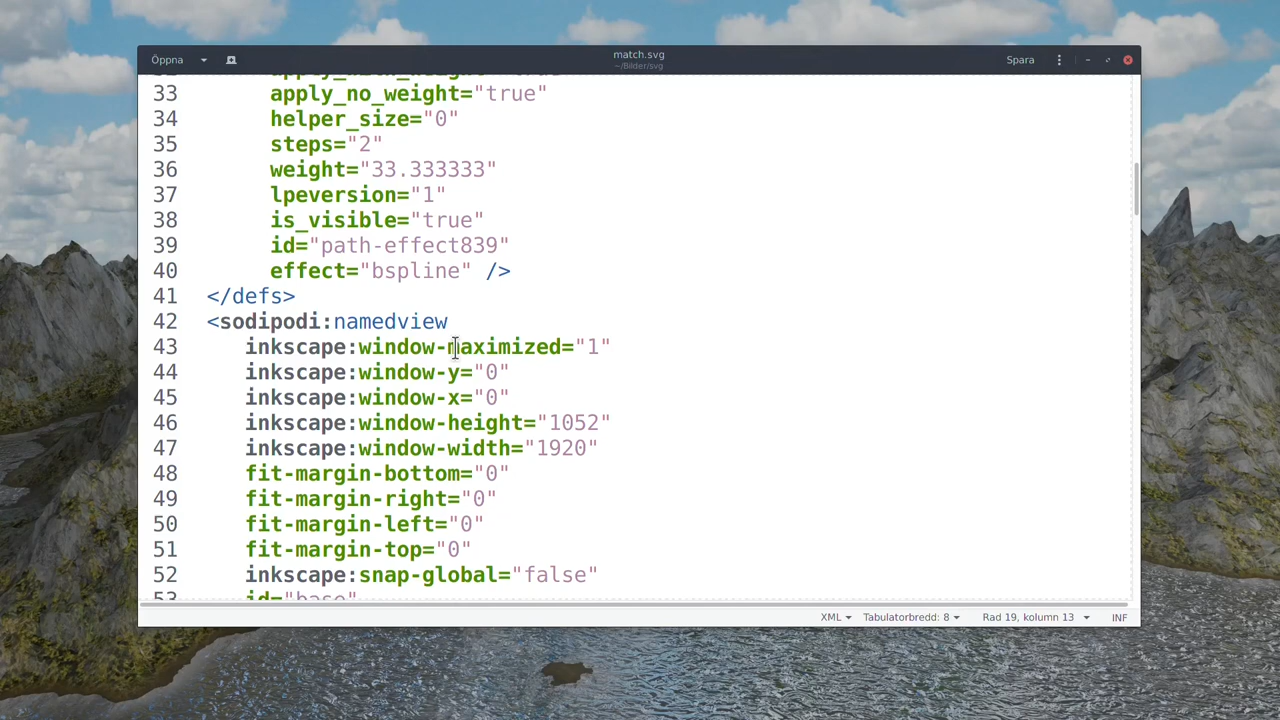 Öppna
match.svg
~/Bilder/svg
Spara
33 apply_no_weight="true"
34 helper_size="0"
35 steps="2"
36 weight="33.333333"
37 lpeversion="1"
38 is_visible="true"
39 id="path-effect839"
40 effect="bspline" />
41 </defs>
42 <sodipodi:namedview
43 inkscape:window-maximized="1"
44 inkscape:window-y="0"
45 inkscape:window-x="0"
46 inkscape:window-height="1052"
47 inkscape:window-width="1920"
48 fit-margin-bottom="0"
49 fit-margin-right="0"
50 fit-margin-left="0"
51 fit-margin-top="0"
52 inkscape:snap-global="false"
53 id="base"
XML Tabulatorbredd: 8 Rad 19, kolumn 13 INF